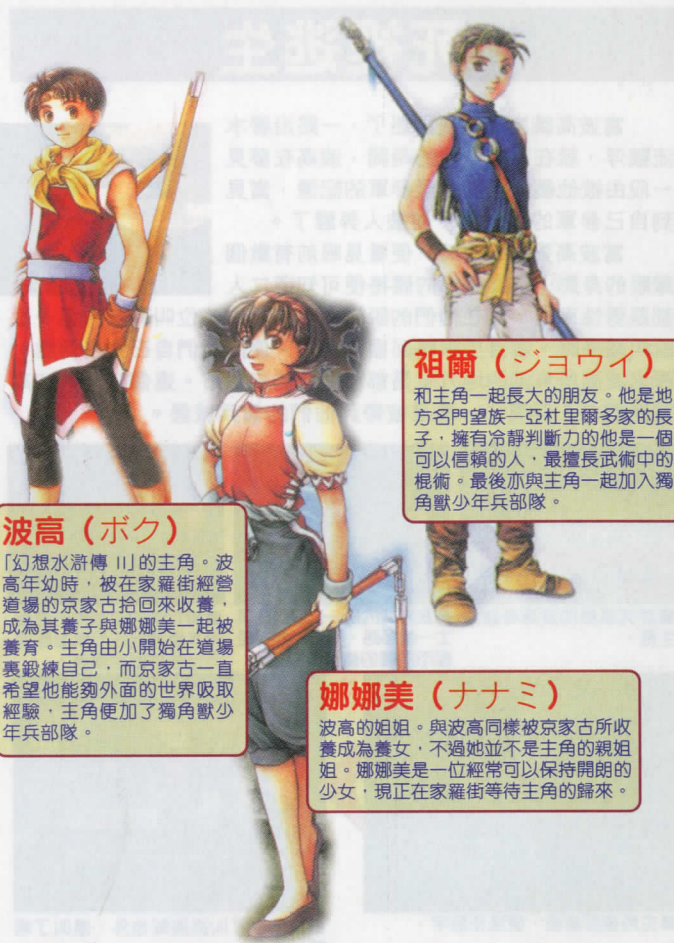 波高（ボク）
「幻想水滸傳 II」的主角。波
高年幼時，被在家羅街經營
道場的京家古拾回來收養，
成為其養子與娜娜美一起被
養育。主角由小開始在道場
裏鍛練自己，而京家古一直
希望他能夠外面的世界吸取
經驗，主角便加了獨角獸少
年兵部隊。
祖爾（ジョウイ）
和主角一起長大的朋友。他是地
方名門望族—亞杜里爾多家的長
子，擁有冷靜判斷力的他是一個
可以信賴的人，最擅長武術中的
棍術。最後亦與主角一起加入獨
角獸少年兵部隊。
娜娜美（ナナミ）
波高的姐姐。與波高同樣被京家古所收
養成為養女，不過她並不是主角的親姐
姐。娜娜美是一位經常可以保持開朗的
少女，現正在家羅街等待主角的歸來。